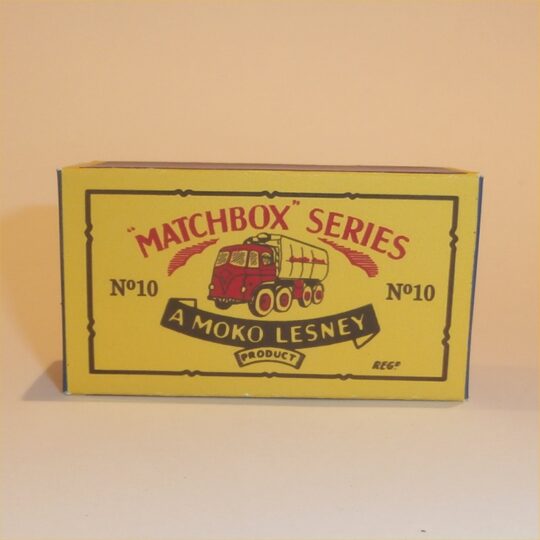 "MATCHBOX" SERIES
Nº10
Nº10
A MOKO LESNEY
PRODUCT
REGD